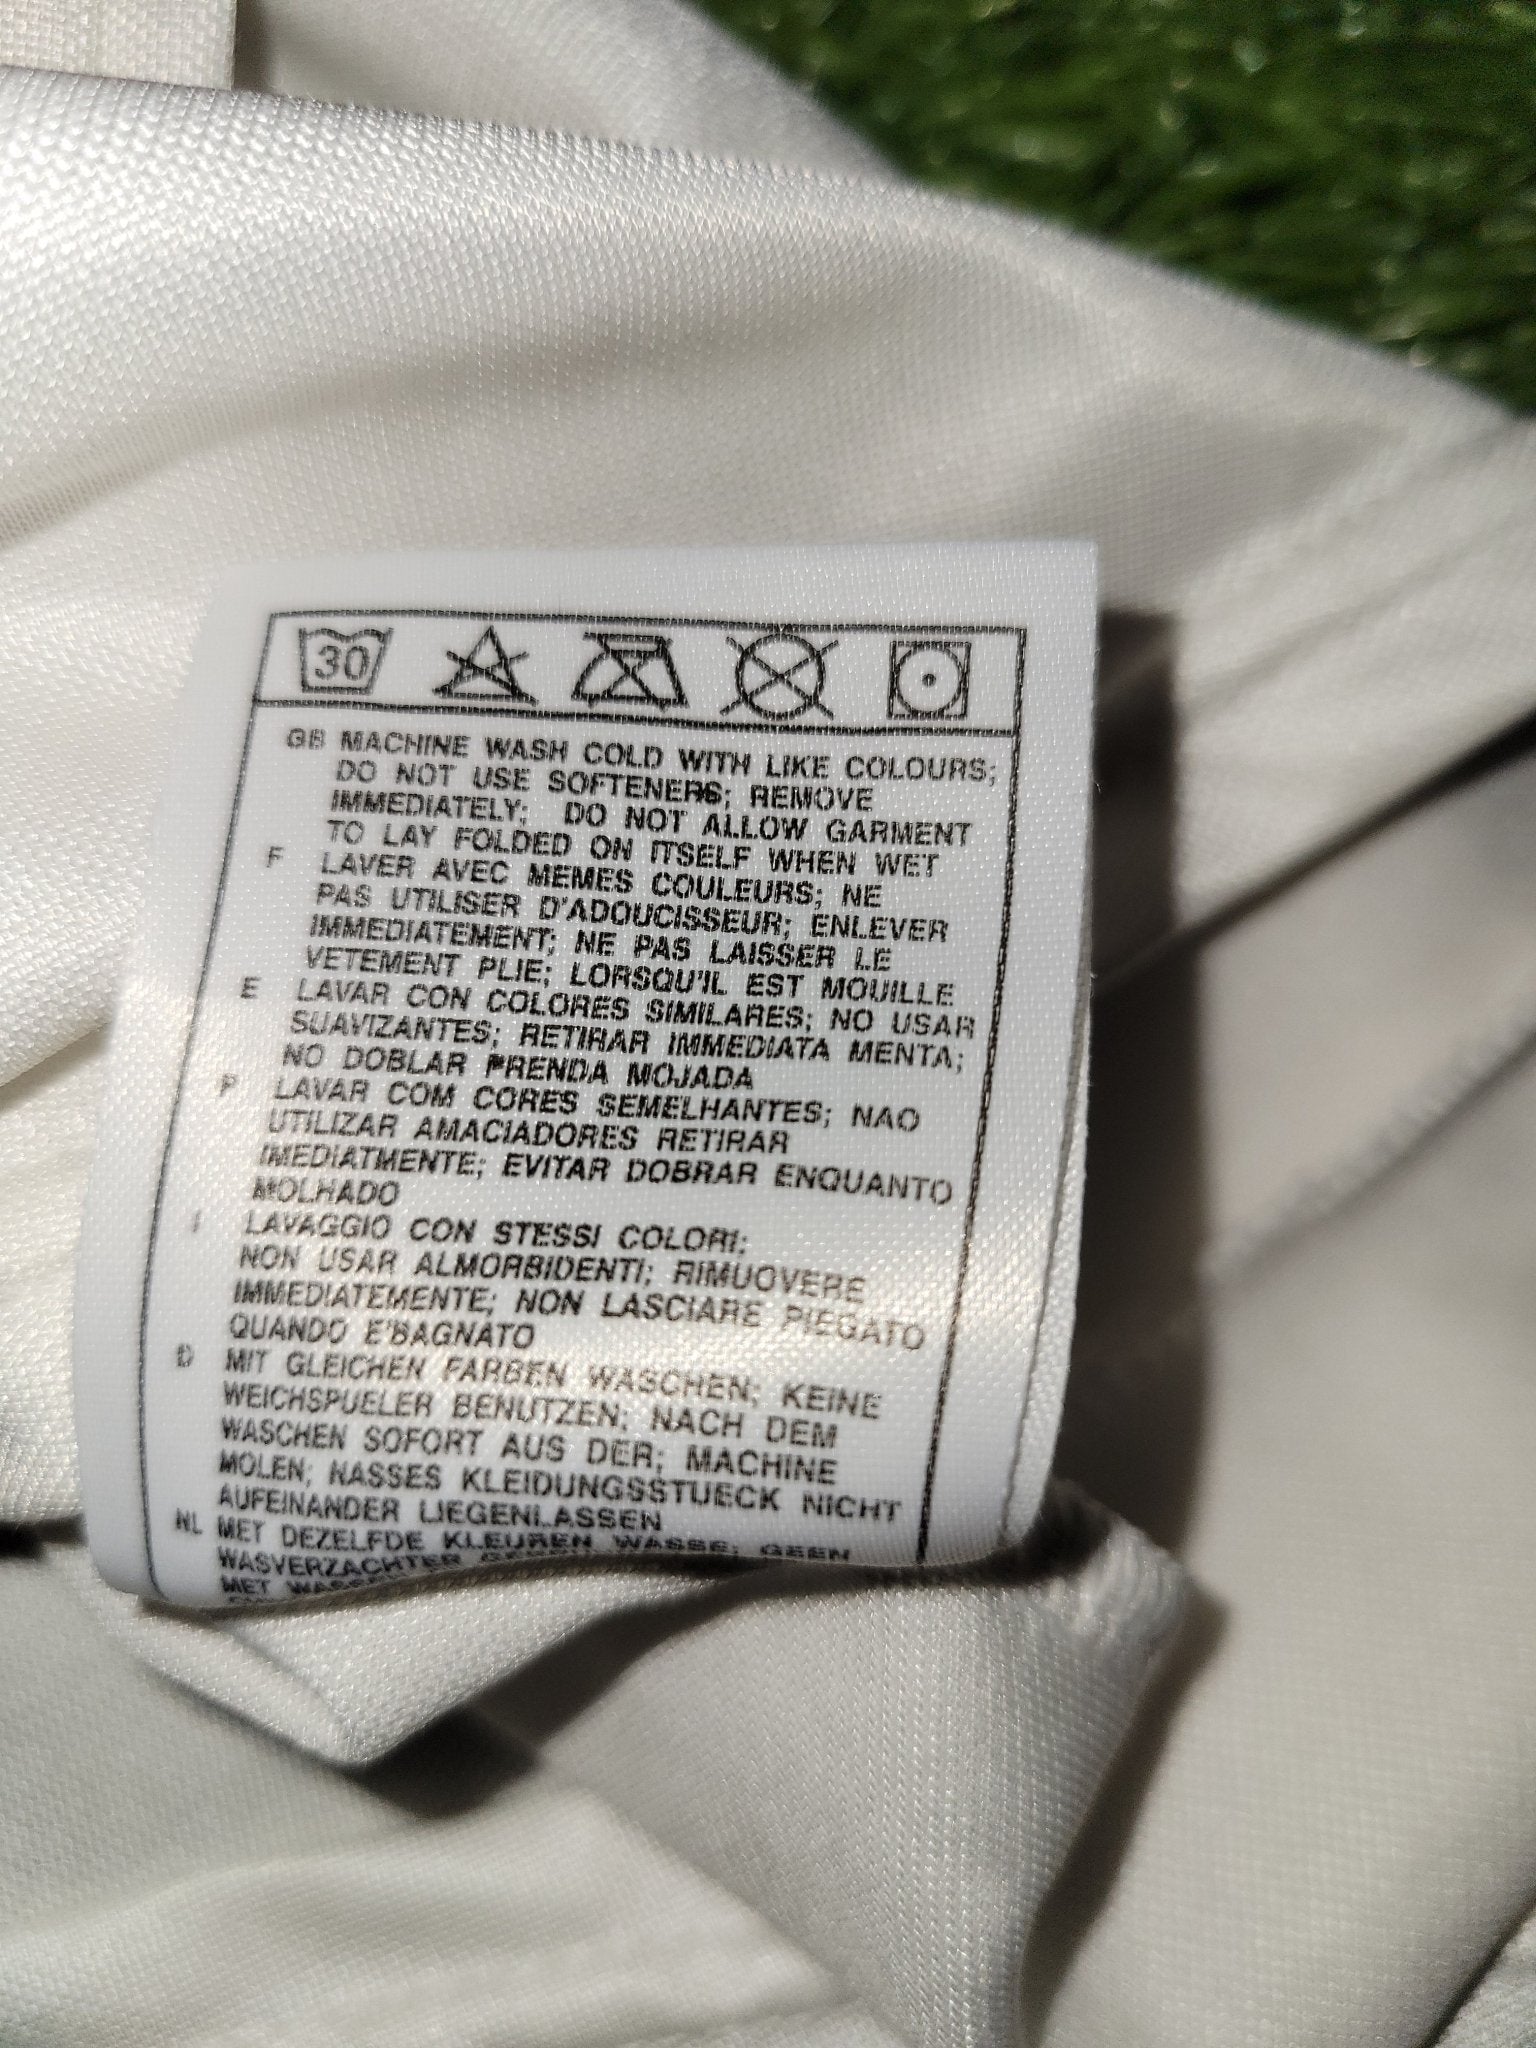 30
GB MACHINE WASH COLD WITH LIKE COLOURS;
DO NOT USE SOFTENERS; REMOVE
IMMEDIATELY; DO NOT ALLOW GARMENT
TO LAY FOLDED ON ITSELF WHEN WET
F LAVER AVEC MEMES COULEURS; NE
PAS UTILISER D'ADOUCISSEUR; ENLEVER
IMMEDIATEMENT; NE PAS LAISSER LE
VETEMENT PLIE; LORSQU'IL EST MOUILLE
E LAVAR CON COLORES SIMILARES; NO USAR
SUAVIZANTES; RETIRAR IMMEDIATA MENTA;
NO DOBLAR PRENDA MOJADA
P LAVAR COM CORES SEMELHANTES; NAO
UTILIZAR AMACIADORES RETIRAR
IMEDIATMENTE; EVITAR DOBRAR ENQUANTO
MOLHADO
I LAVAGGIO CON STESSI COLORI;
NON USAR ALMORBIDENTI; RIMUOVERE
IMMEDIATEMENTE; NON LASCIARE PIEGATO
QUANDO E'BAGNATO
D MIT GLEICHEN FARBEN WASCHEN; KEINE
WEICHSPUELER BENUTZEN; NACH DEM
WASCHEN SOFORT AUS DER; MACHINE
MOLEN; NASSES KLEIDUNGSSTUECK NICHT
AUFEINANDER LIEGENLASSEN
NL MET DEZELFDE KLEUREN WASSE; GEEN
WASVERZACHTER
MET